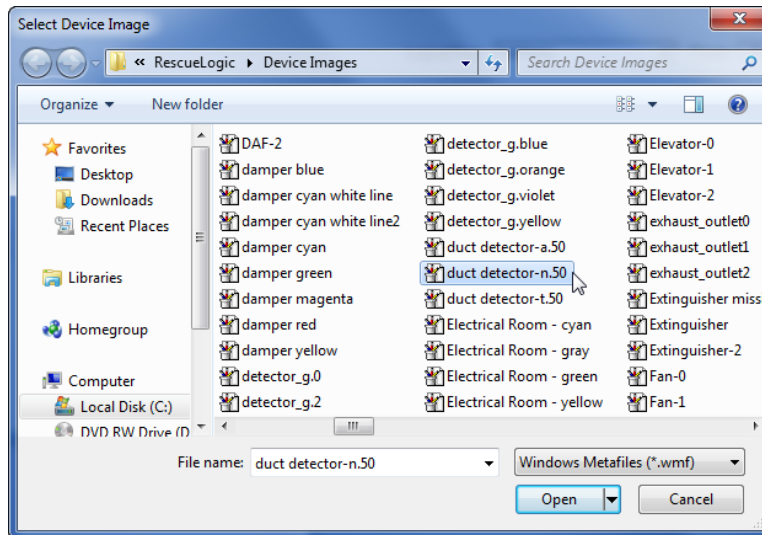 Select Device Image
« RescueLogic Device Images
Search Device Images
Organize New folder
Favorites
Desktop
Downloads
Recent Places
Libraries
Homegroup
Computer
Local Disk (C:)
DVD RW Drive (D
DAF-2
damper blue
damper cyan white line
damper cyan white line2
damper cyan
damper green
damper magenta
damper red
damper yellow
detector_g.0
detector_g.2
detector_g.blue
detector_g.orange
detector_g.violet
detector_g.yellow
duct detector-a.50
duct detector-n.50
duct detector-t.50
Electrical Room - cyan
Electrical Room - gray
Electrical Room - green
Electrical Room - yellow
Elevator-0
Elevator-1
Elevator-2
exhaust_outlet0
exhaust_outlet1
exhaust_outlet2
Extinguisher miss
Extinguisher
Extinguisher-2
Fan-0
Fan-1
File name: duct detector-n.50 Windows Metafiles (*.wmf)
Open Cancel